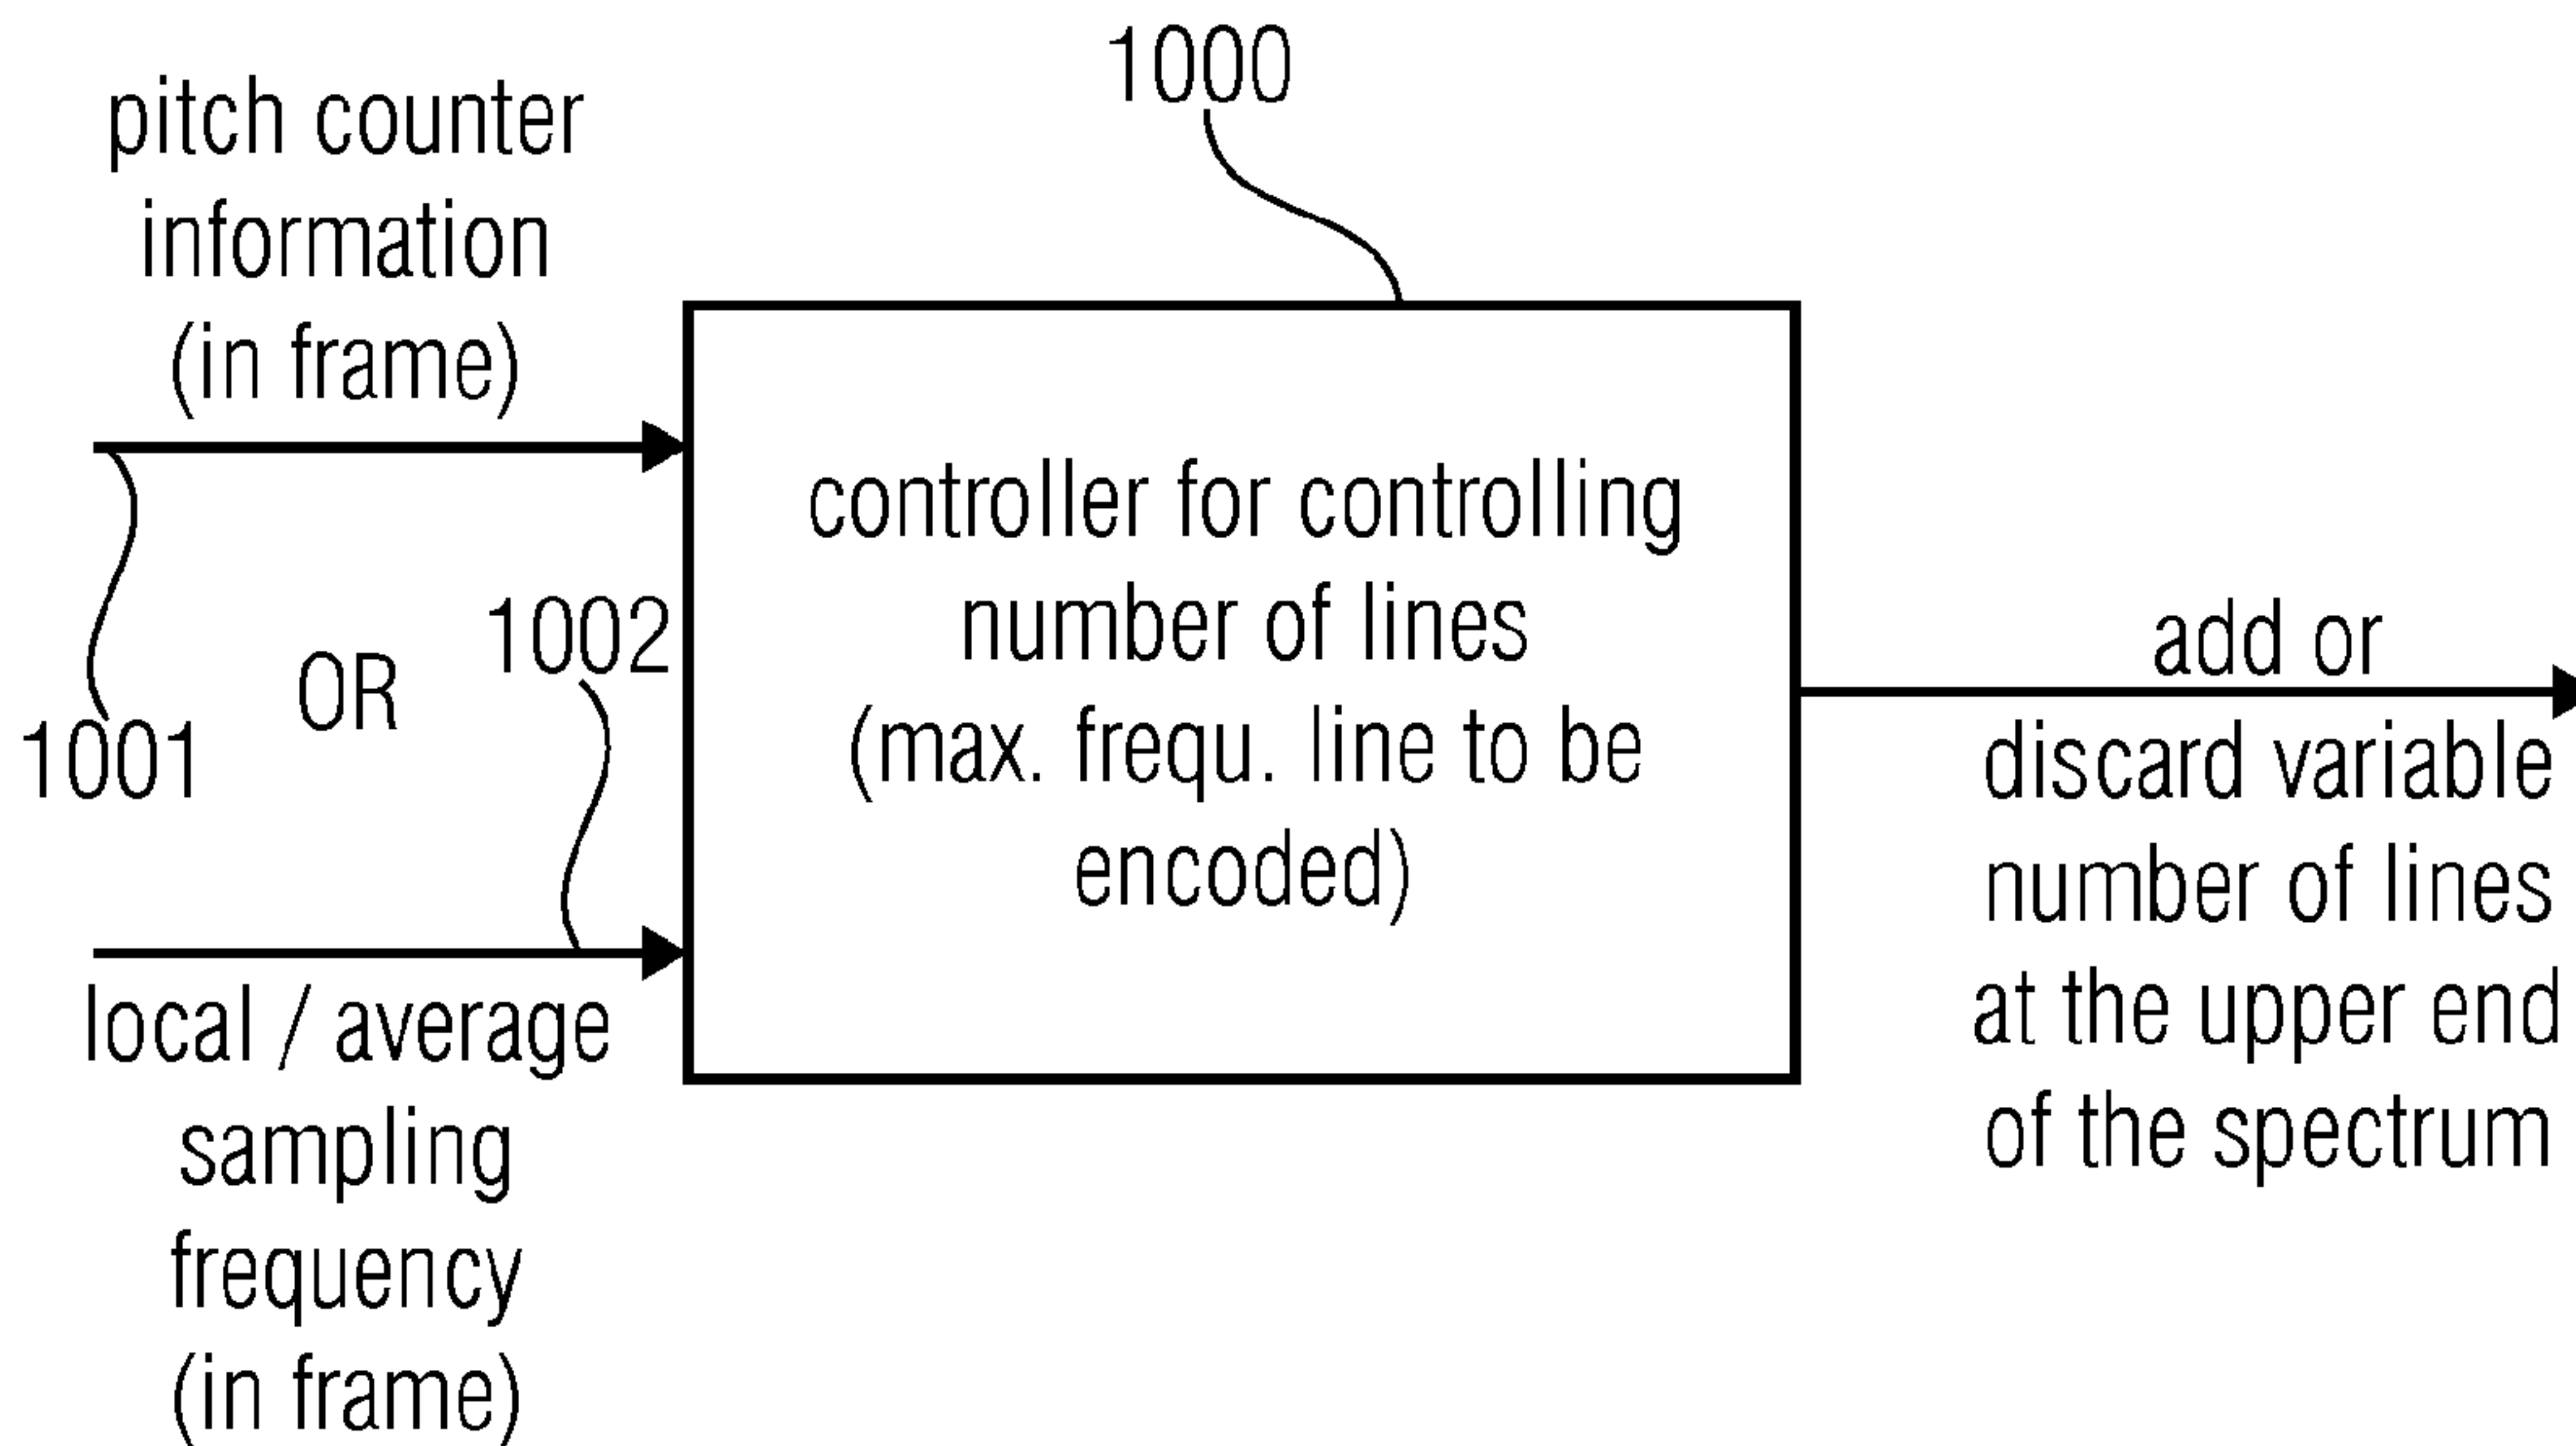 1000
pitch counter
information
(in frame)
1001
OR
1002
local / average
sampling
frequency
(in frame)
controller for controlling
number of lines
(max. frequ. line to be
encoded)
add or
discard variable
number of lines
at the upper end
of the spectrum